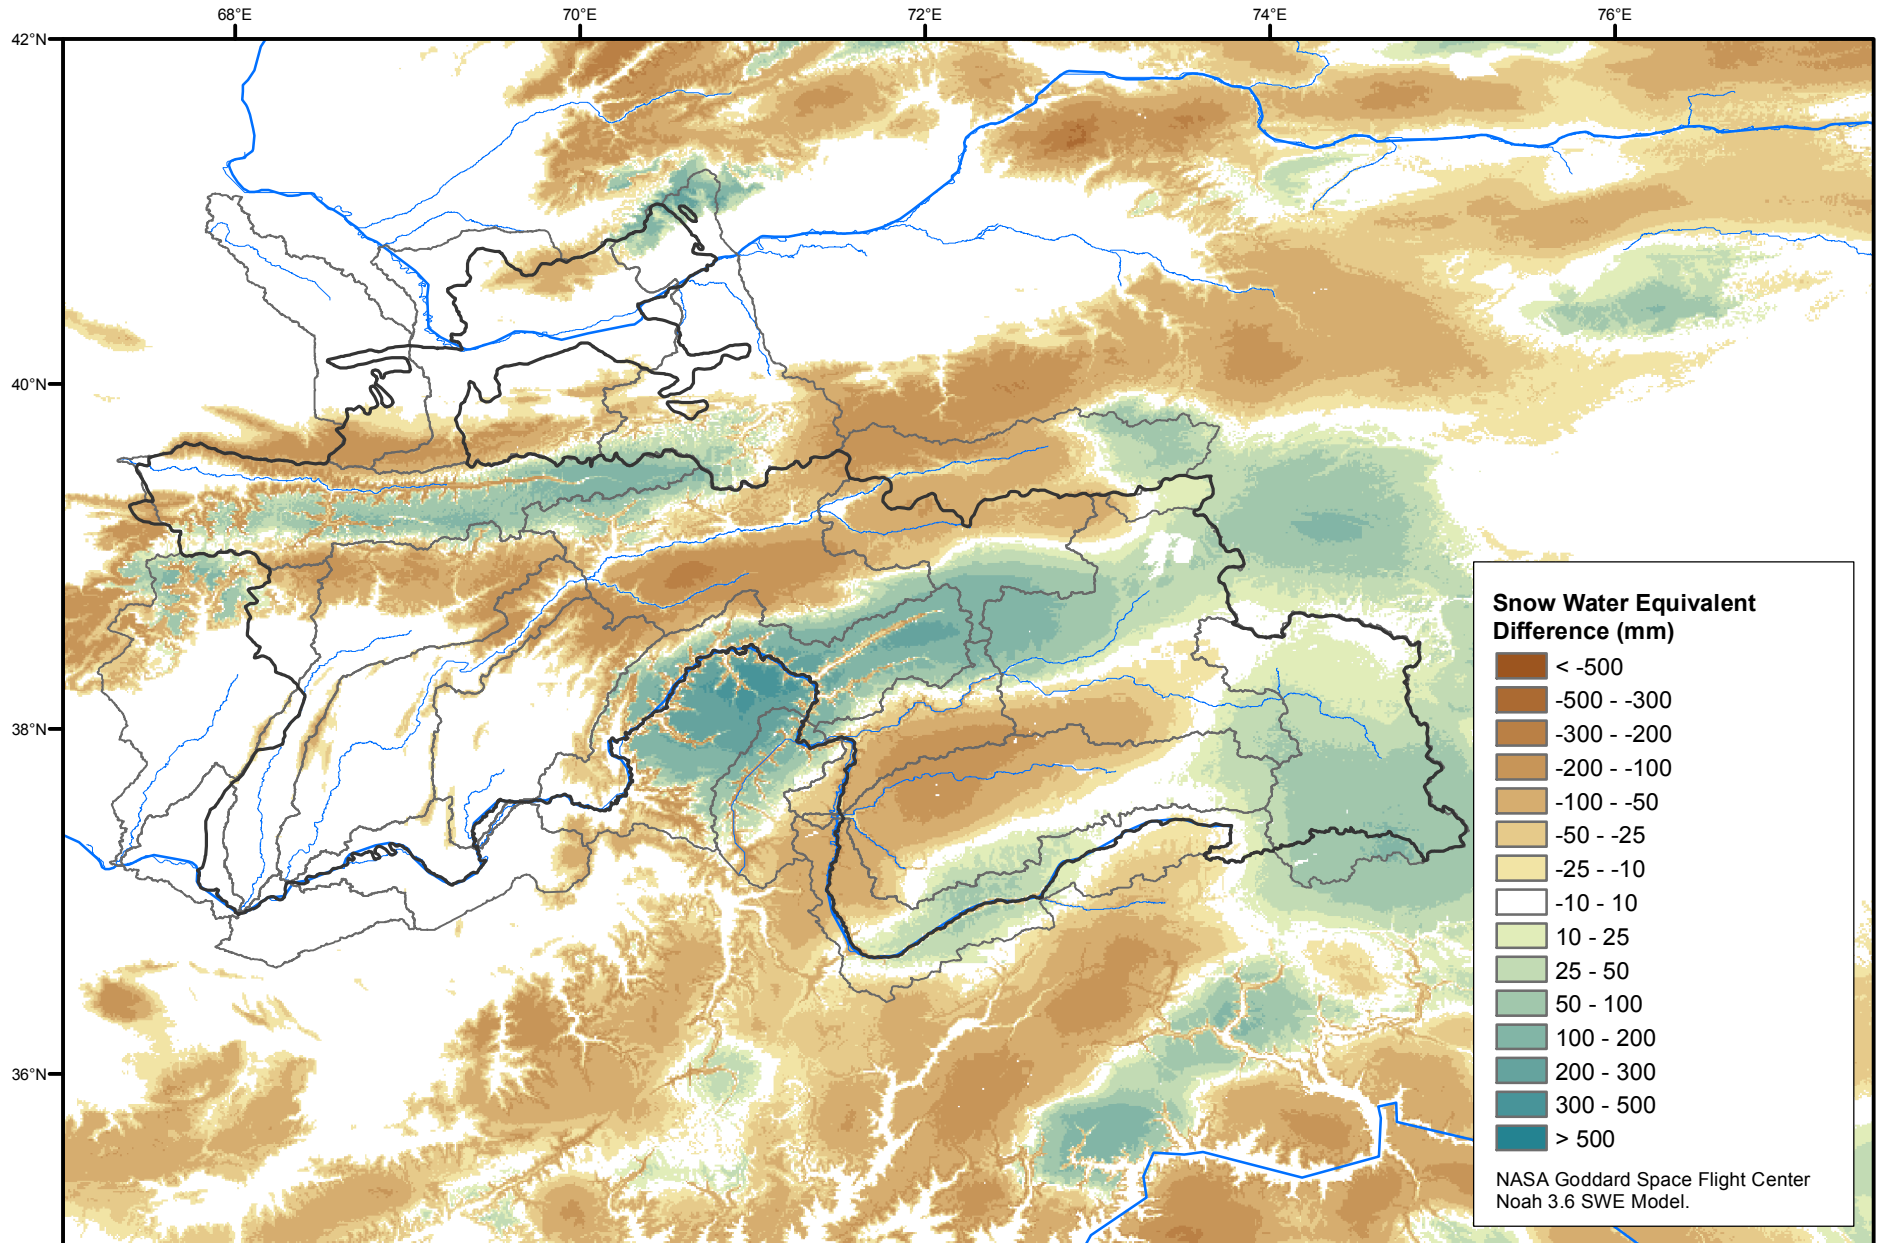 68°E
70°E
72°E
74°E
76°E
42°N
40°N
38°N
36°N
Snow Water Equivalent
Difference (mm)
< -500
-500 - -300
-300 - -200
-200 - -100
-100 - -50
-50 - -25
-25 - -10
-10 - 10
10 - 25
25 - 50
50 - 100
100 - 200
200 - 300
300 - 500
> 500
NASA Goddard Space Flight Center
Noah 3.6 SWE Model.